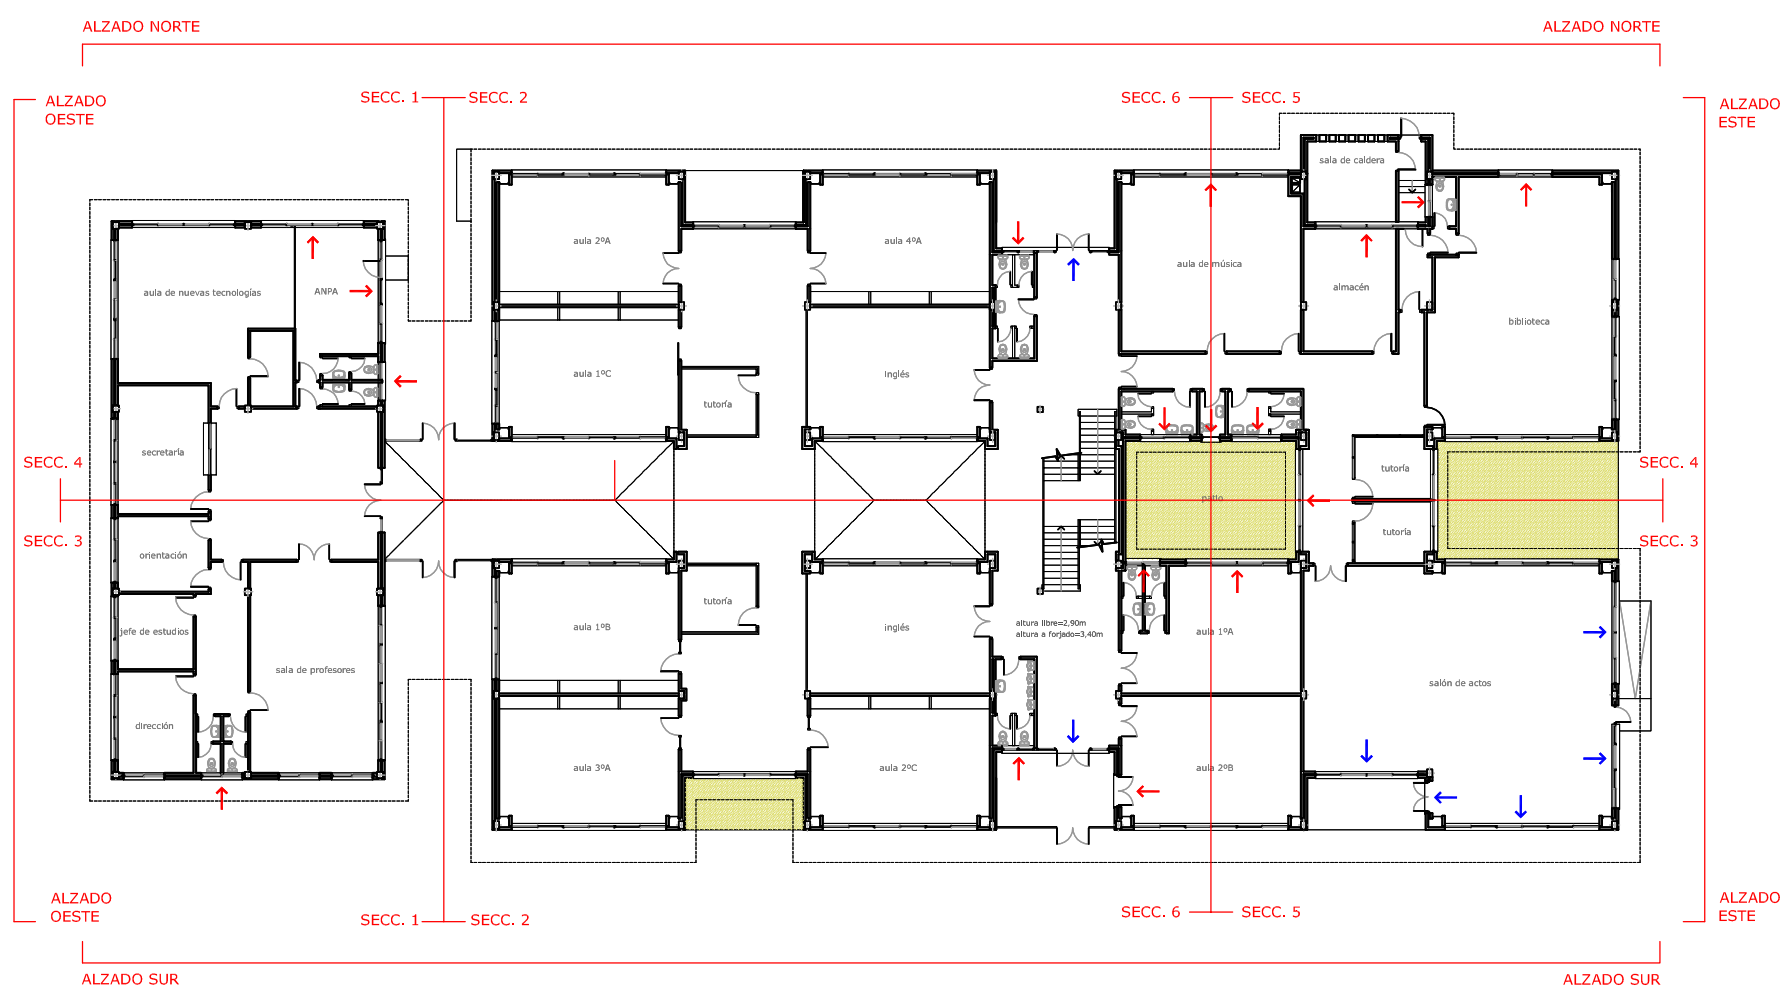 ALZADO NORTE
ALZADO NORTE
ALZADO
OESTE
SECC. 1
SECC. 2
SECC. 6
SECC. 5
ALZADO
ESTE
sala de caldera
aula 2ºA
aula 4ºA
aula de música
aula de nuevas tecnologías
ANPA
almacén
biblioteca
aula 1ºC
inglés
tutoría
secretaría
SECC. 4
SECC. 4
tutoría
patio
SECC. 3
SECC. 3
tutoría
orientación
tutoría
jefe de estudios
aula 1ºB
inglés
altura libre=2,90m
altura a forjado=3,40m
aula 1ºA
sala de profesores
salón de actos
dirección
aula 3ºA
aula 2ºC
aula 2ºB
ALZADO
OESTE
SECC. 1
SECC. 2
SECC. 6
SECC. 5
ALZADO
ESTE
ALZADO SUR
ALZADO SUR